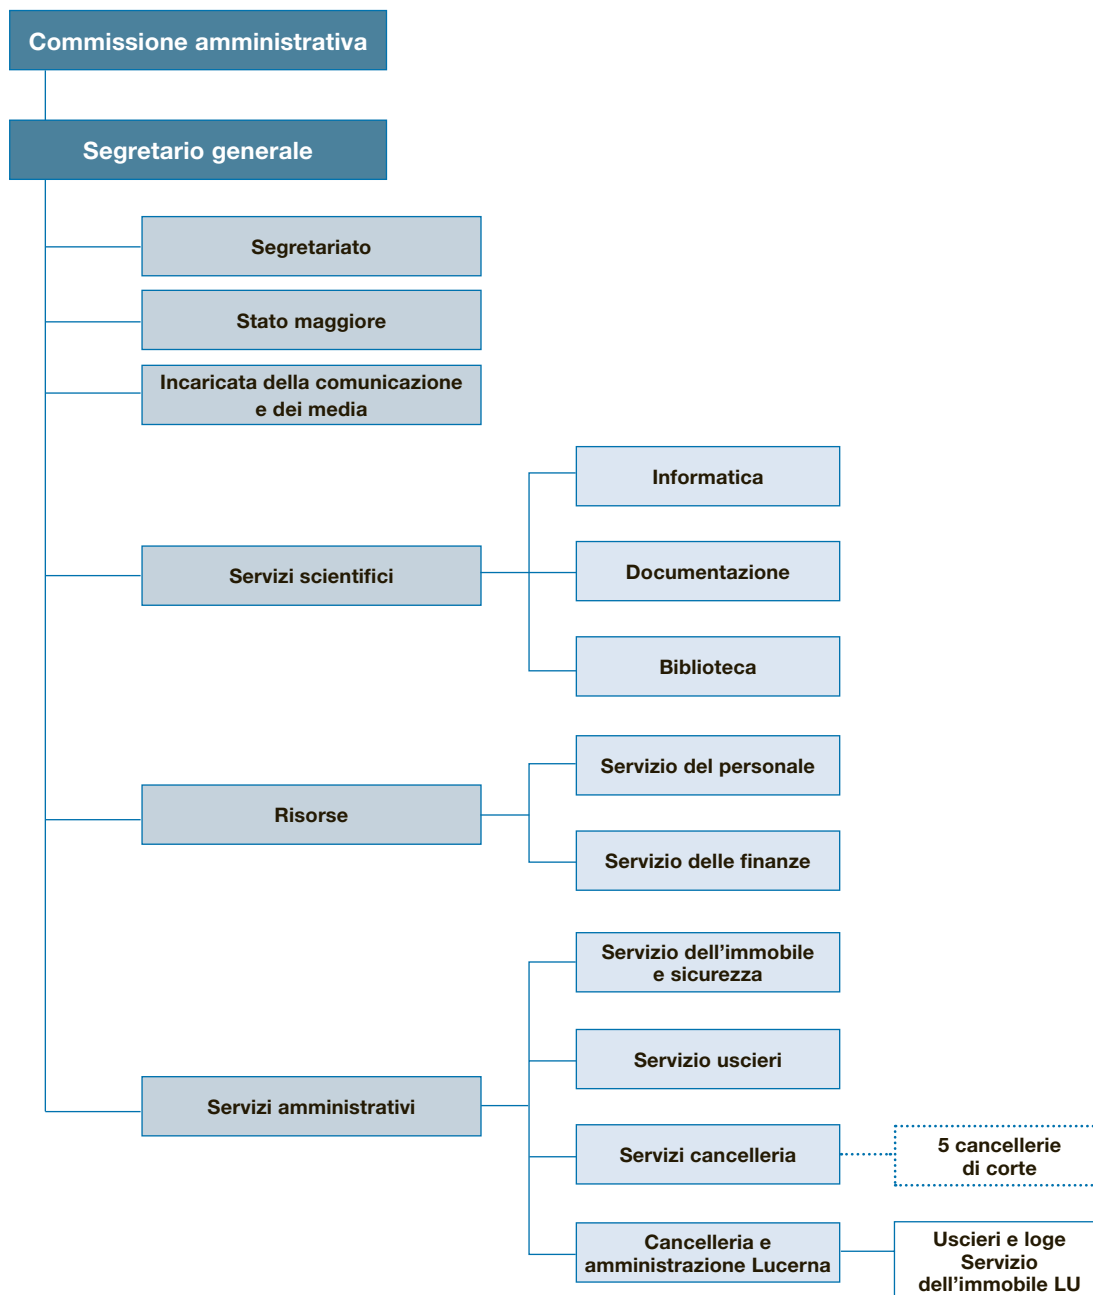 Commissione amministrativa
Segretario generale
Segretariato
Stato maggiore
Incaricata della comunicazione
e dei media
Informatica
Servizi scientifici
Documentazione
Biblioteca
Servizio del personale
Risorse
Servizio delle finanze
Servizio dell’immobile
e sicurezza
Servizio uscieri
Servizi amministrativi
Servizi cancelleria
5 cancellerie
di corte
Cancelleria e
amministrazione Lucerna
Uscieri e loge
Servizio
dell’immobile LU